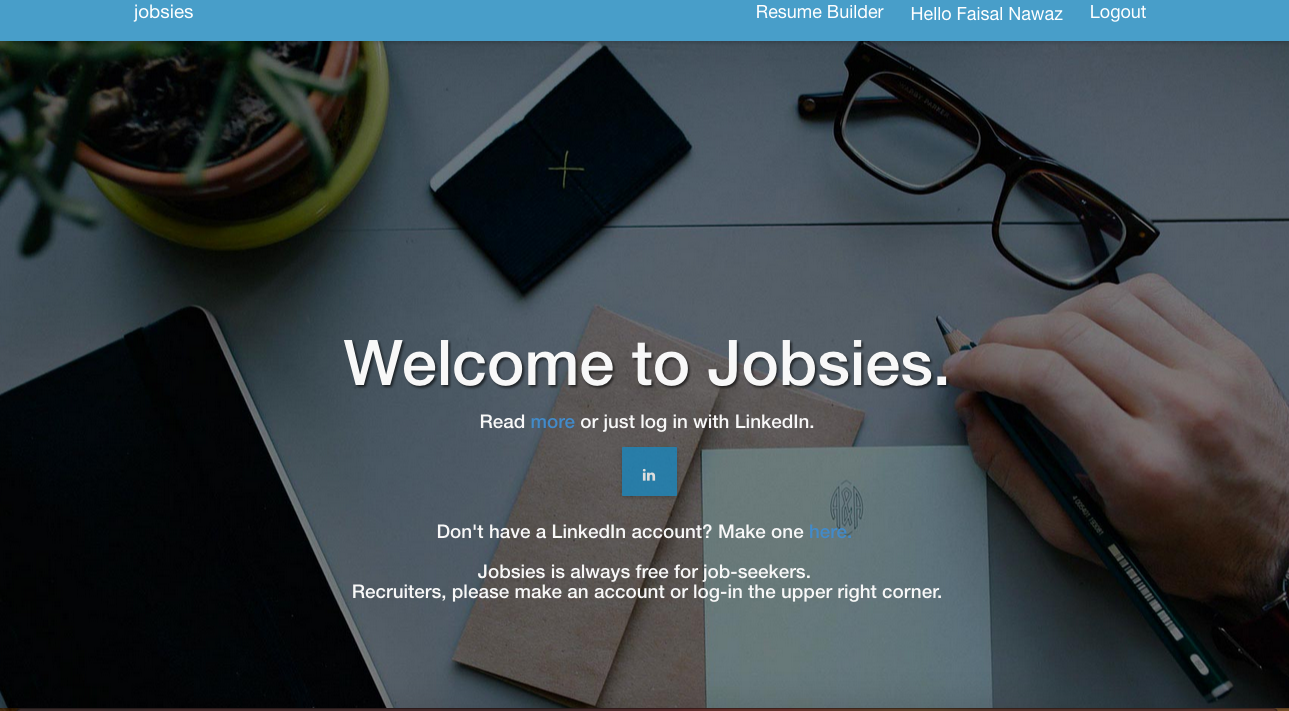 jobsies Resume Builder Hello Faisal Nawaz Logout
Welcome to Jobsies.
Read more or just log in with LinkedIn.
in
Don't have a LinkedIn account? Make one here.
Jobsies is always free for job-seekers.
Recruiters, please make an account or log-in the upper right corner.